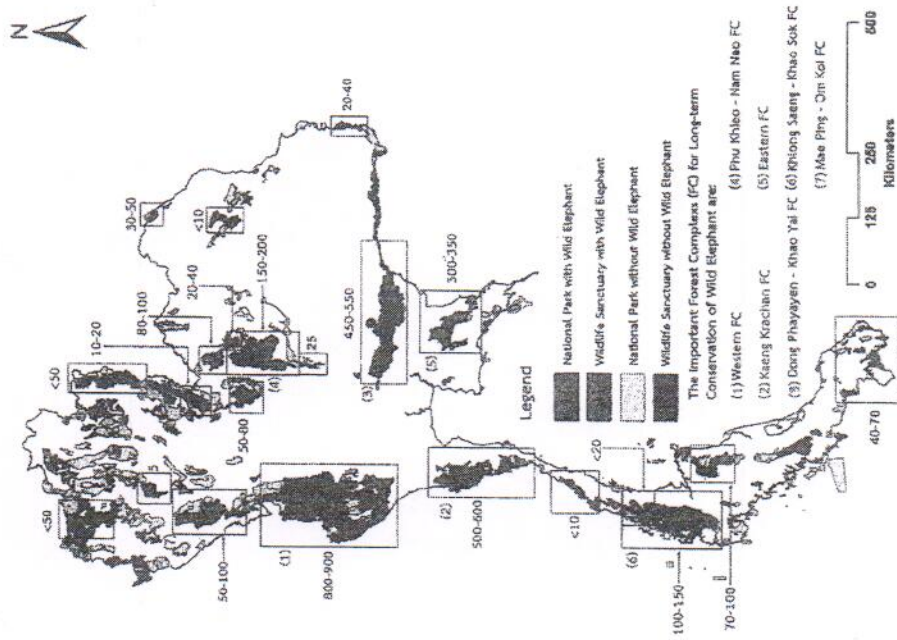 N
<50
<50
10-20
80-100
20-40
150-200
30-50
<10
20-40
5
50-80
(4)
25
50-100
(1)
800-900
(3)
450-550
(5)
300-350
(2)
500-600
<10
<20
(6)
100-150
70-100
40-70
Legend
National Park with Wild Elephant
Wildlife Sanctuary with Wild Elephant
National Park without Wild Elephant
Wildlife Sanctuary without Wild Elephant
The Important Forest Complexes (FC) for Long-term
Conservation of Wild Elephant are:
(1) Western FC
(2) Kaeng Krachan FC
(3) Dong Phayayen - Khao Yai FC
(4) Phu Khieo - Nam Nao FC
(5) Eastern FC
(6) Khlong Saeng - Khao Sok FC
(7) Mae Ping - Om Koi FC
0 125 250 500
Kilometers